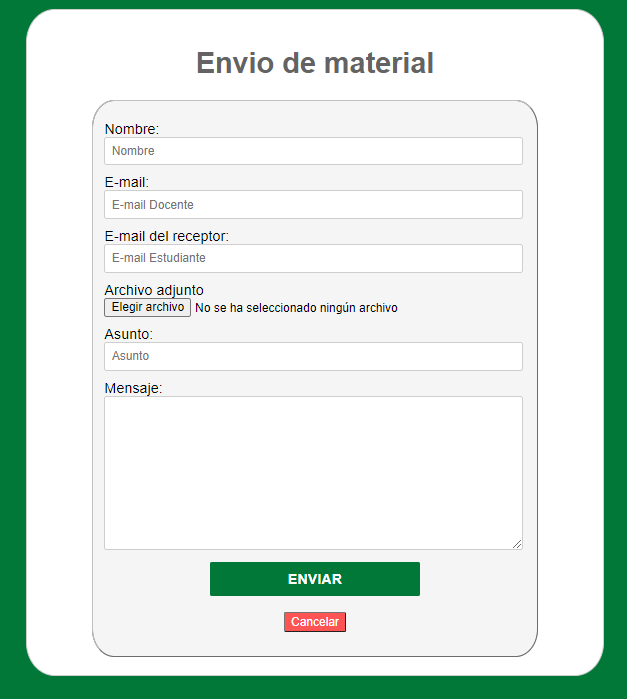 Envio de material
Nombre:
Nombre
E-mail:
E-mail Docente
E-mail del receptor:
E-mail Estudiante
Archivo adjunto
Elegir archivo No se ha seleccionado ningún archivo
Asunto:
Asunto
Mensaje:
ENVIAR
Cancelar